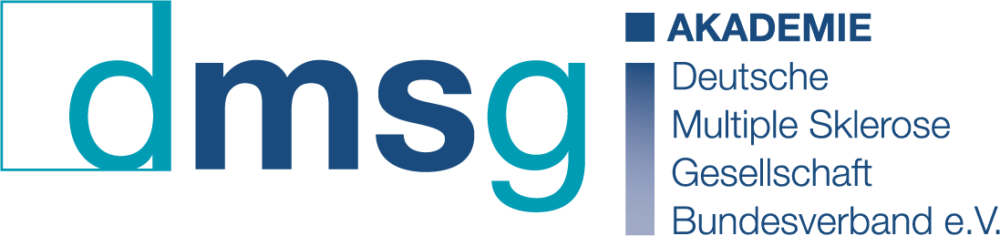 dmsg
AKADEMIE
Deutsche
Multiple Sklerose
Gesellschaft
Bundesverband e.V.